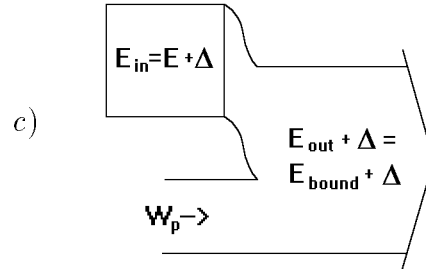 E_in=E+Δ
c)
E_out + Δ =
E_bound + Δ
W_p->